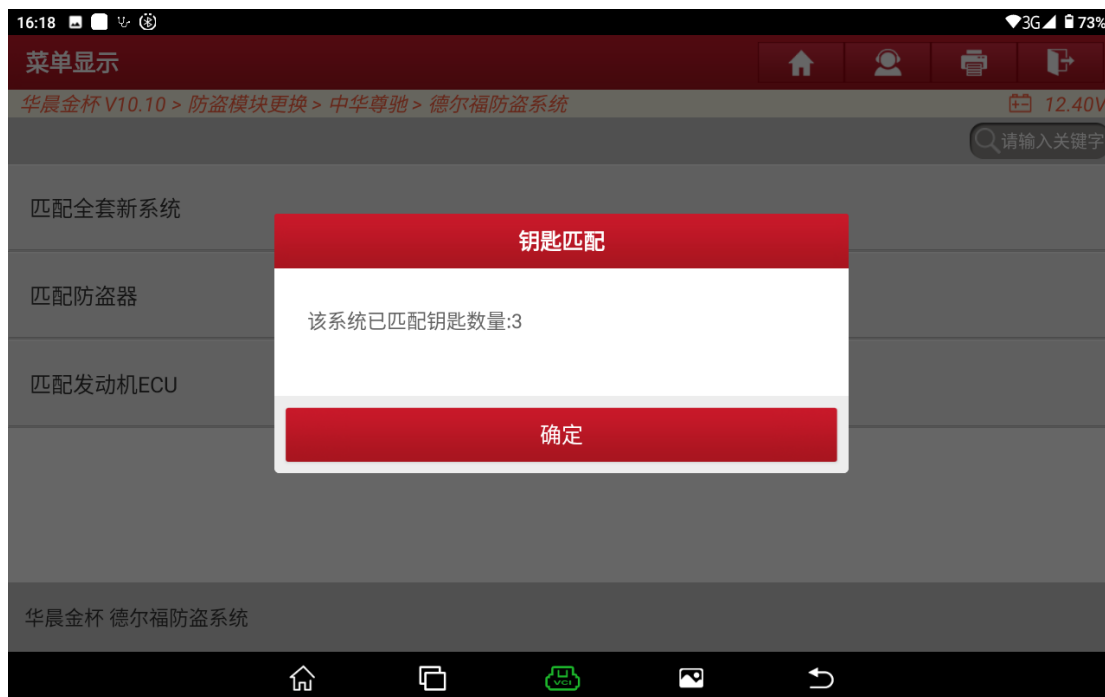 16:18
3G 73%
菜单显示
华晨金杯 V10.10 > 防盗模块更换 > 中华尊驰 > 德尔福防盗系统
12.40V
请输入关键字
匹配全套新系统
钥匙匹配
匹配防盗器
该系统已匹配钥匙数量:3
匹配发动机ECU
确定
华晨金杯 德尔福防盗系统
VCI